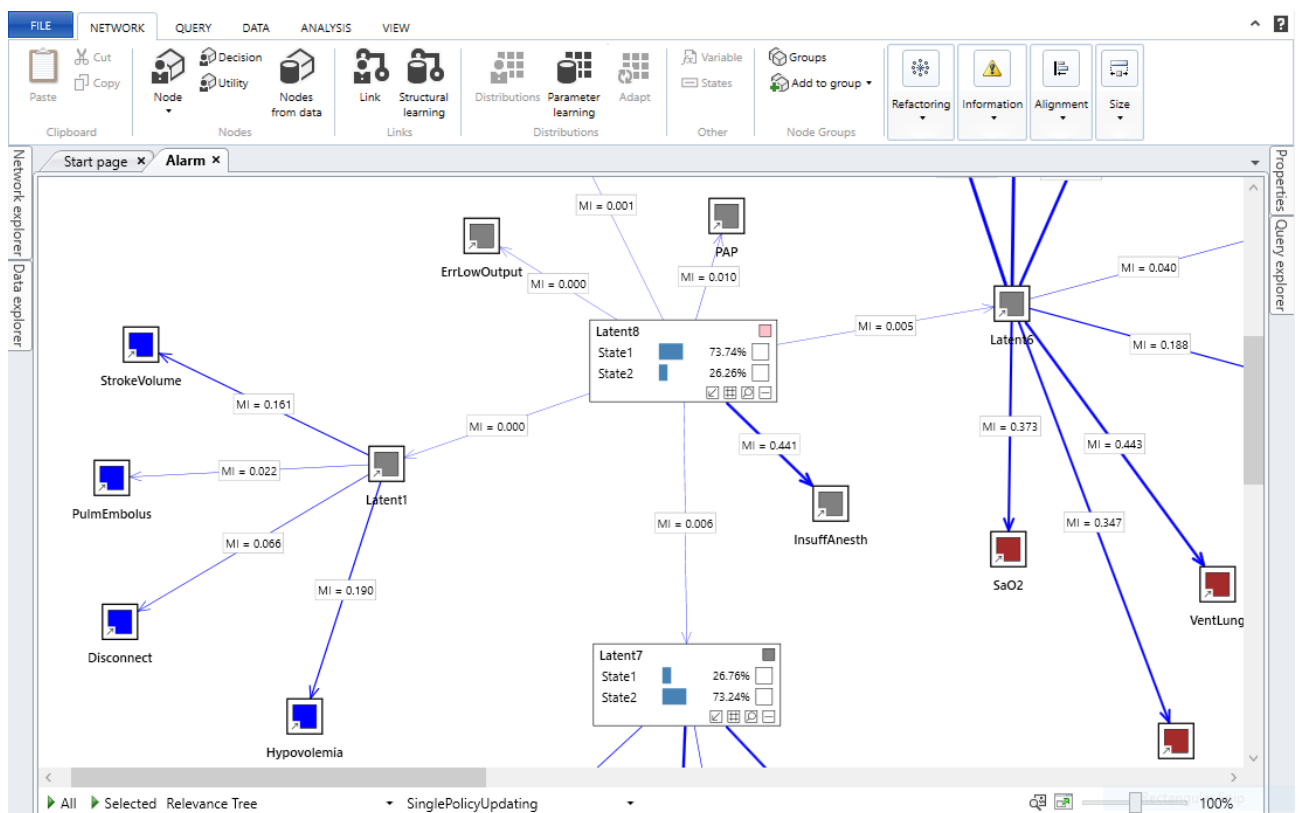 FILE NETWORK QUERY DATA ANALYSIS VIEW
Paste
Cut
Copy
Clipboard
Node
Decision
Utility
Nodes
from data
Nodes
Link
Structural
learning
Links
Distributions
Parameter
learning
Adapt
Distributions
Variable
States
Other
Groups
Add to group
Node Groups
Refactoring
Information
Alignment
Size
Network explorer
Data explorer
Start page
Alarm
Properties
Query explorer
MI = 0.001
PAP
ErrLowOutput
MI = 0.010
MI = 0.000
MI = 0.040
MI = 0.005
Latent6
MI = 0.188
Latent8
State1 73.74%
State2 26.26%
StrokeVolume
MI = 0.161
MI = 0.000
MI = 0.441
MI = 0.373
MI = 0.443
MI = 0.022
Latent1
PulmEmbolus
MI = 0.006
InsuffAnesth
MI = 0.347
MI = 0.066
MI = 0.190
SaO2
VentLung
Disconnect
Latent7
State1 26.76%
State2 73.24%
Hypovolemia
All Selected Relevance Tree SinglePolicyUpdating 100%